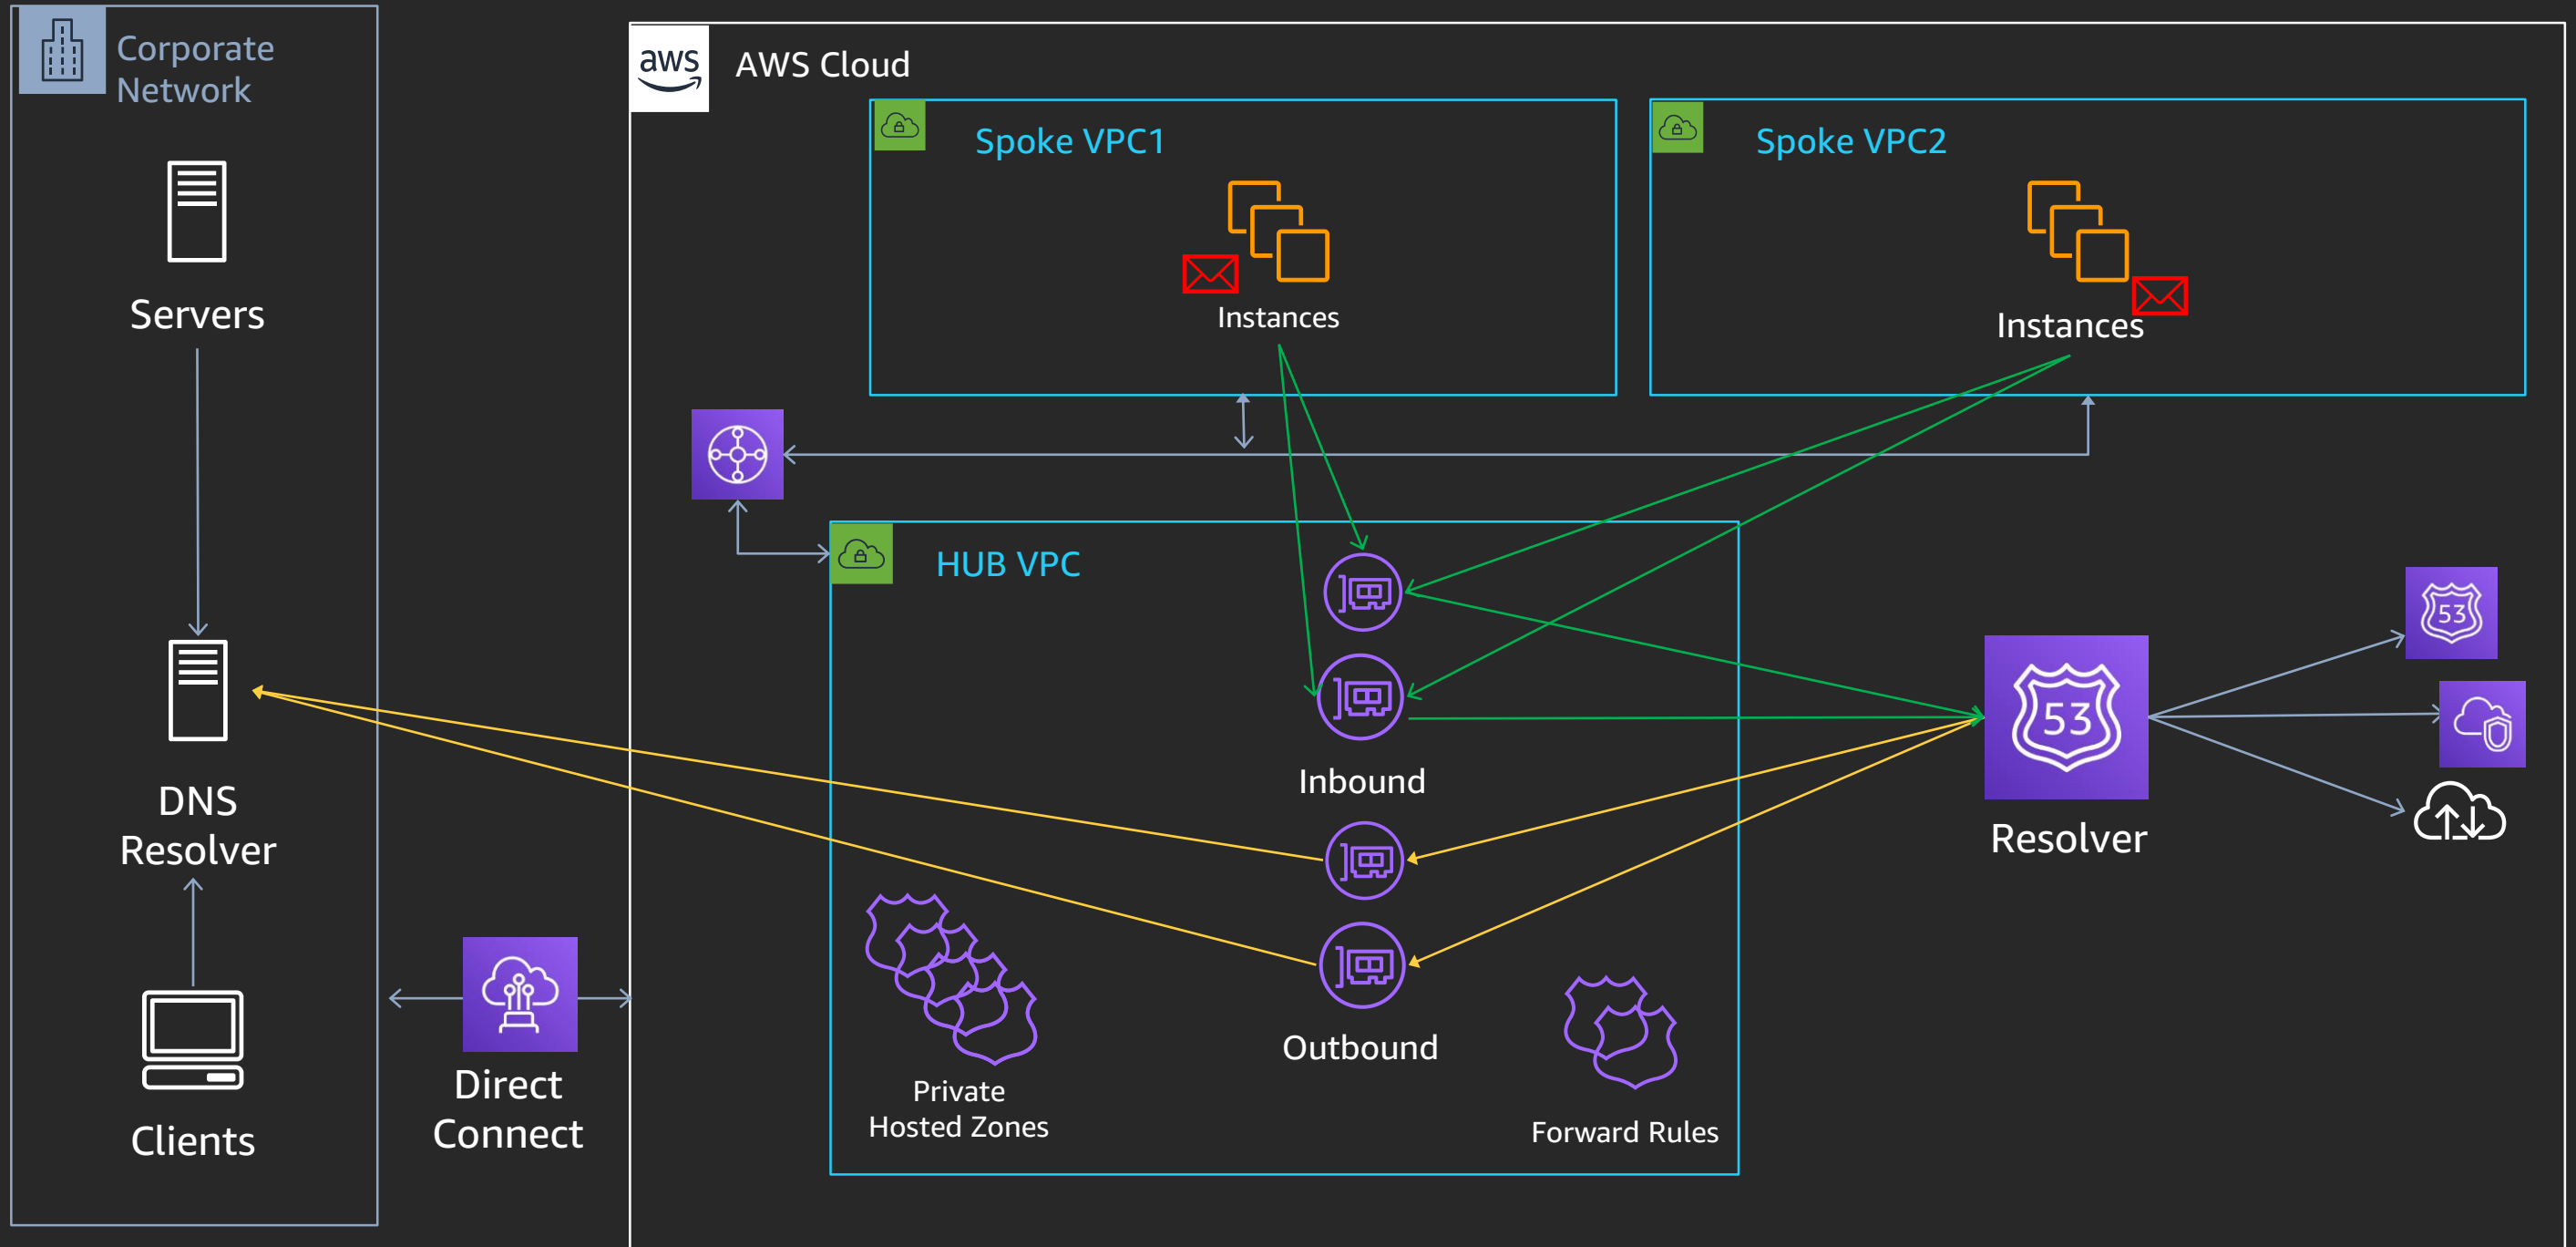 Corporate
Network
Servers
DNS
Resolver
Clients
Direct
Connect
aws
AWS Cloud
Spoke VPC1
Instances
Spoke VPC2
Instances
HUB VPC
Inbound
Outbound
Private
Hosted Zones
Forward Rules
53
Resolver
53